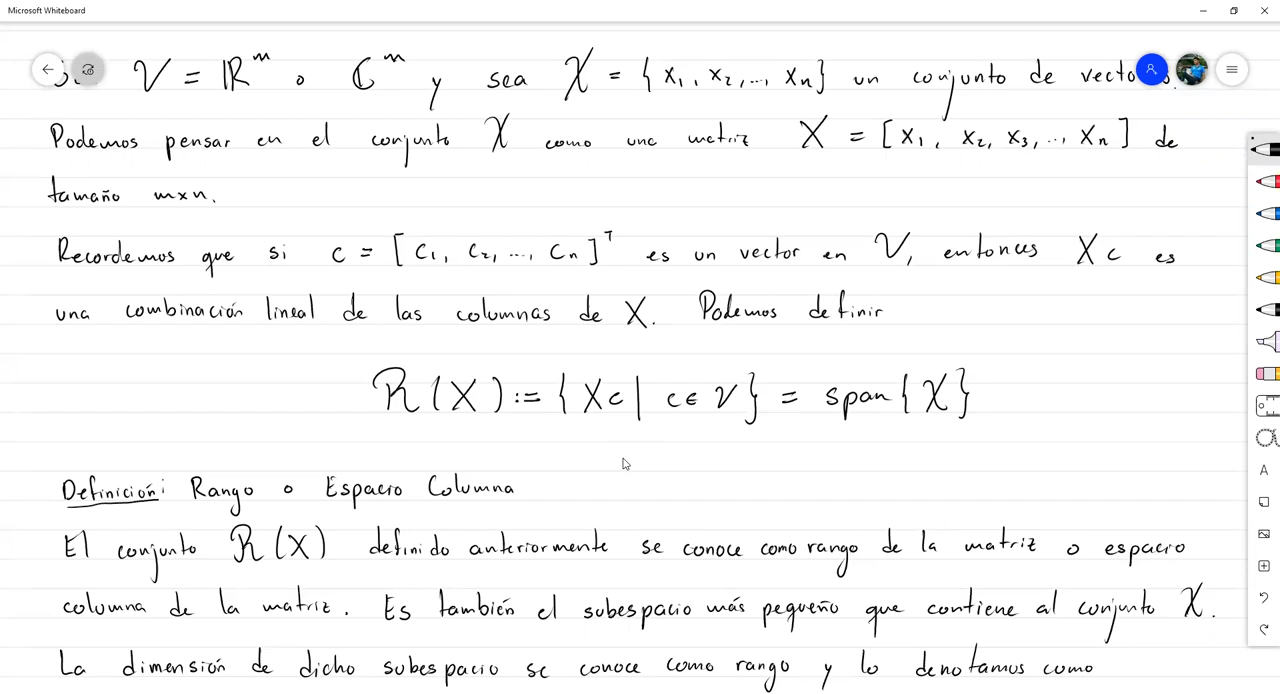 Microsoft Whiteboard
V = ℝᵐ o ℂᵐ y sea 𝒳 = { x₁, x₂, ..., xₙ } un conjunto de
Podemos pensar en el conjunto 𝒳 como una matriz X = [ x₁, x₂, x₃, ..., xₙ ] de
tamaño m×n.
Recordemos que si c = [ c₁, c₂, ..., cₙ ]ᵀ es un vector en V, entonces Xc es
una combinación lineal de las columnas de X. Podemos definir
R(X) := { Xc | c ∈ V } = span{ 𝒳 }
Definición: Rango o Espacio Columna
El conjunto R(X) definido anteriormente se conoce como rango de la matriz o espacio
columna de la matriz. Es también el subespacio más pequeño que contiene al conjunto 𝒳.
La dimensión de dicho subespacio se conoce como rango y lo denotamos como